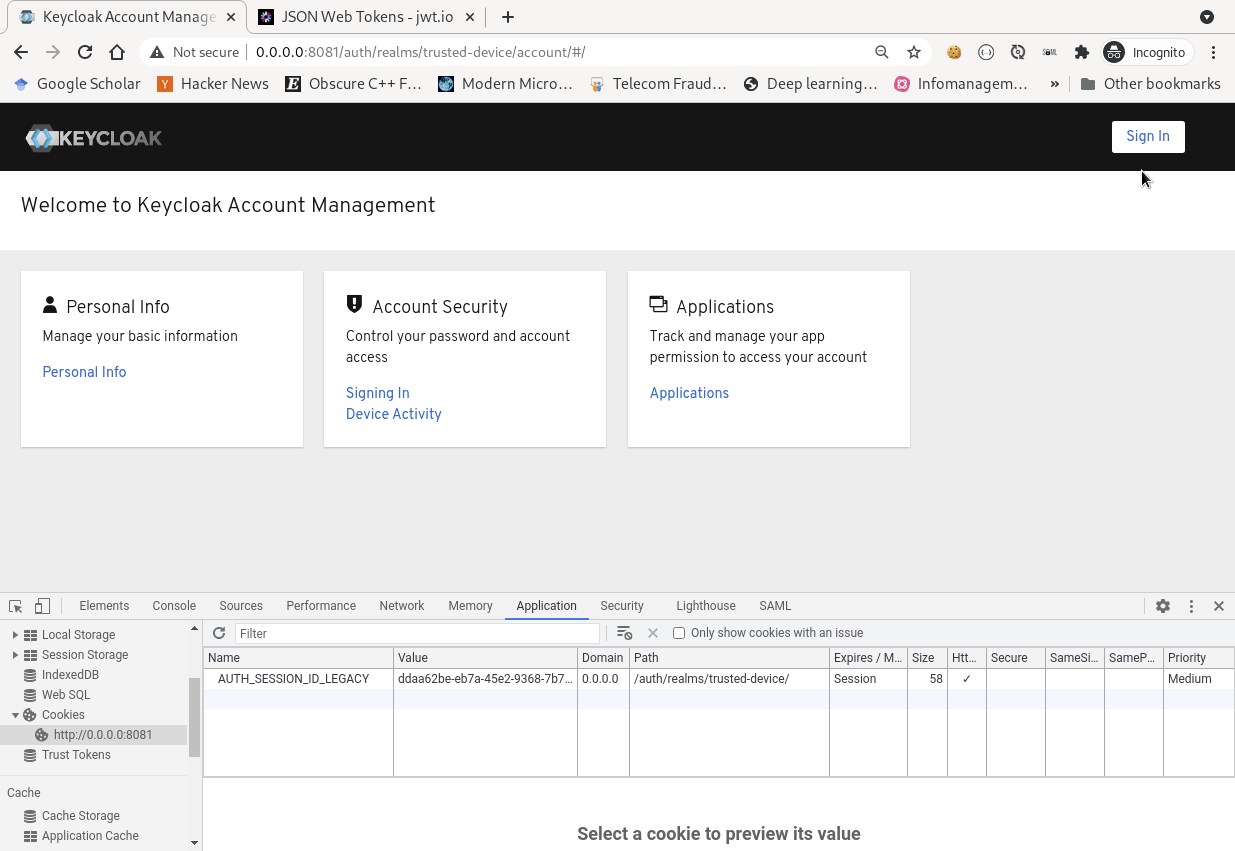 Keycloak Account Manage
JSON Web Tokens - jwt.io
Not secure
0.0.0.0:8081/auth/realms/trusted-device/account/#/
SAML
Incognito
Google Scholar
Y
Hacker News
E
Obscure C++ F…
Modern Micro…
Telecom Fraud…
Deep learning…
Infomanagem…
»
Other bookmarks
KEYCLOAK
Sign In
Welcome to Keycloak Account Management
Personal Info
Manage your basic information
Personal Info
Account Security
Control your password and account
access
Signing In
Device Activity
Applications
Track and manage your app
permission to access your account
Applications
Elements Console Sources Performance Network Memory Application Security Lighthouse SAML
Local Storage
Session Storage
IndexedDB
Web SQL
Cookies
http://0.0.0.0:8081
Trust Tokens
Cache
Cache Storage
Application Cache
Filter
Only show cookies with an issue
Name Value Domain Path Expires / M... Size Htt... Secure SameSi... SameP... Priority
AUTH_SESSION_ID_LEGACY ddaa62be-eb7a-45e2-9368-7b7... 0.0.0.0 /auth/realms/trusted-device/ Session 58 ✓ Medium
Select a cookie to preview its value